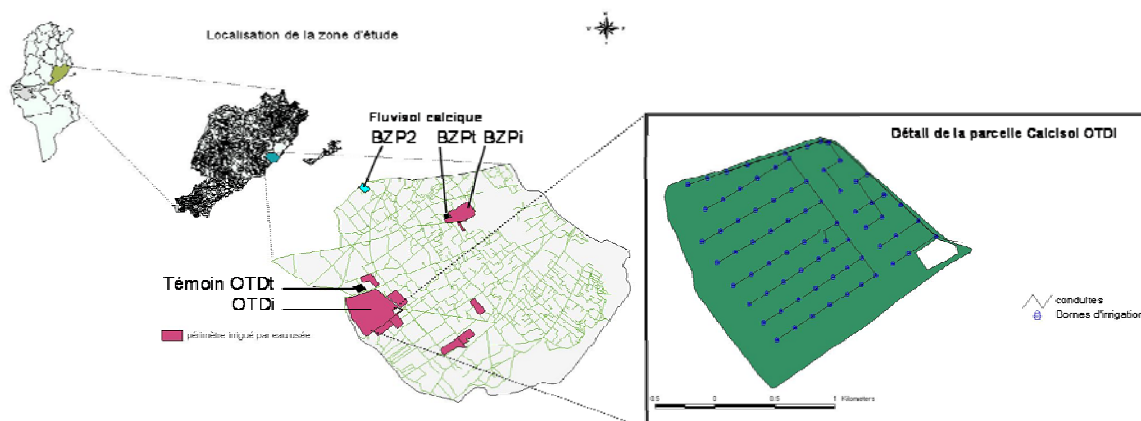 Localisation de la zone d'étude
Fluvisol calcique
BZP2 BZPt BZPi
Témoin OTDt
OTDi
périmètre irrigué par eau usée
Détail de la parcelle Calcisol OTDI
conduites
Bornes d'irrigation
0.5 0 0.5 1 Kilometers